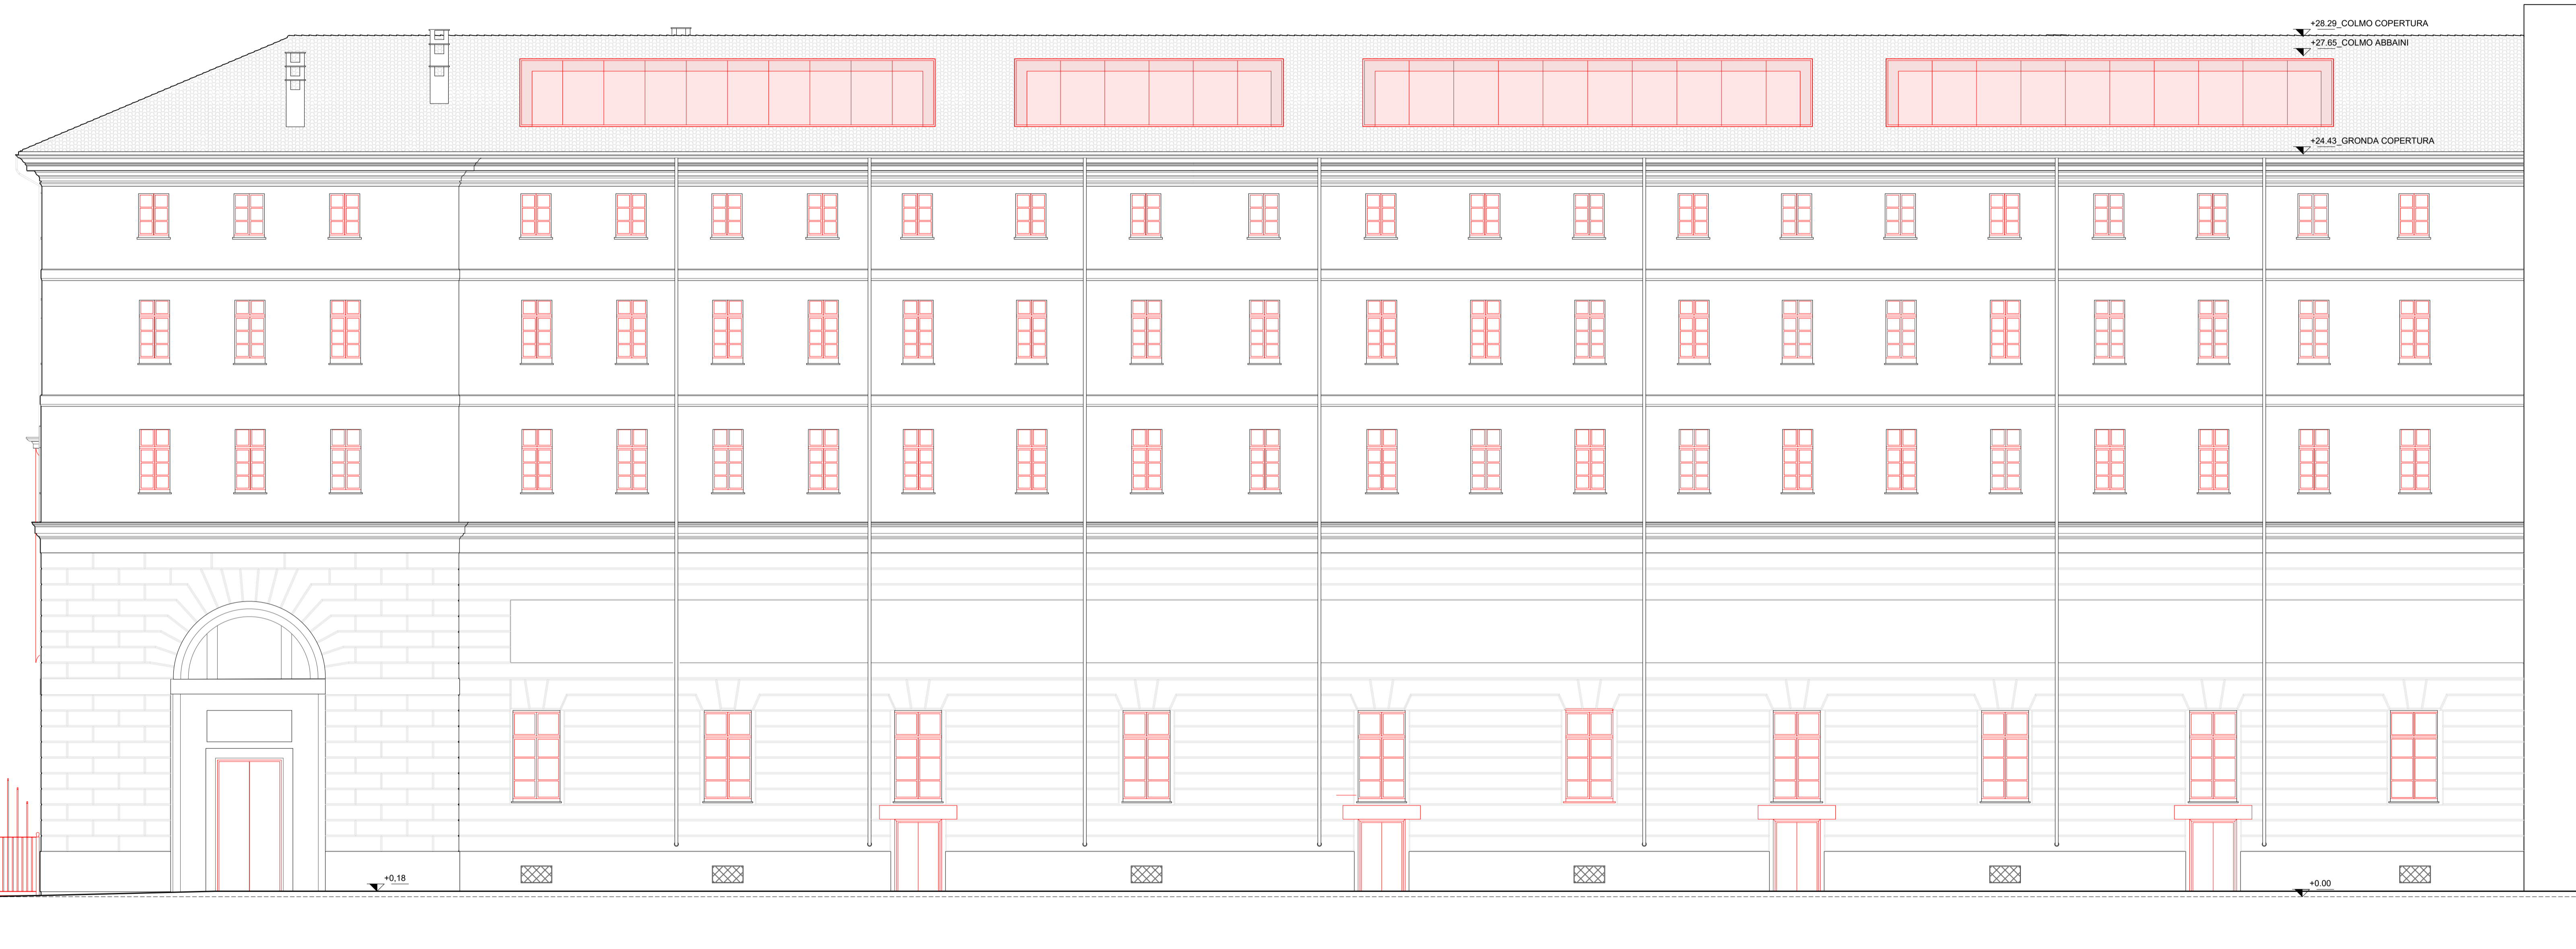 +28.29_COLMO COPERTURA
+27.65_COLMO ABBAINI
+24.43_GRONDA COPERTURA
+0,18
+0.00